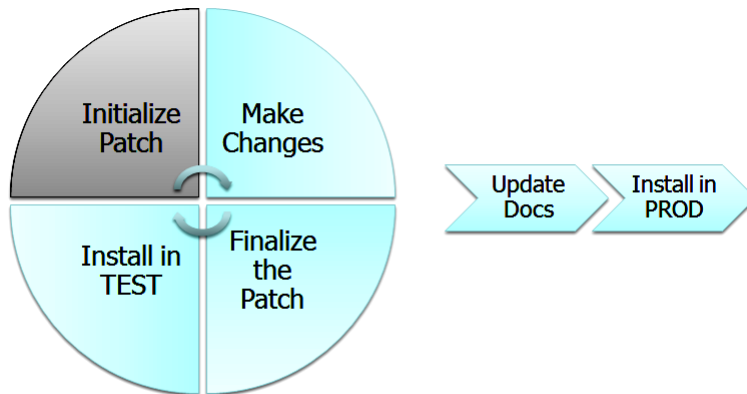 Initialize
Patch
Make
Changes
Install in
TEST
Finalize
the
Patch
Update
Docs
Install in
PROD